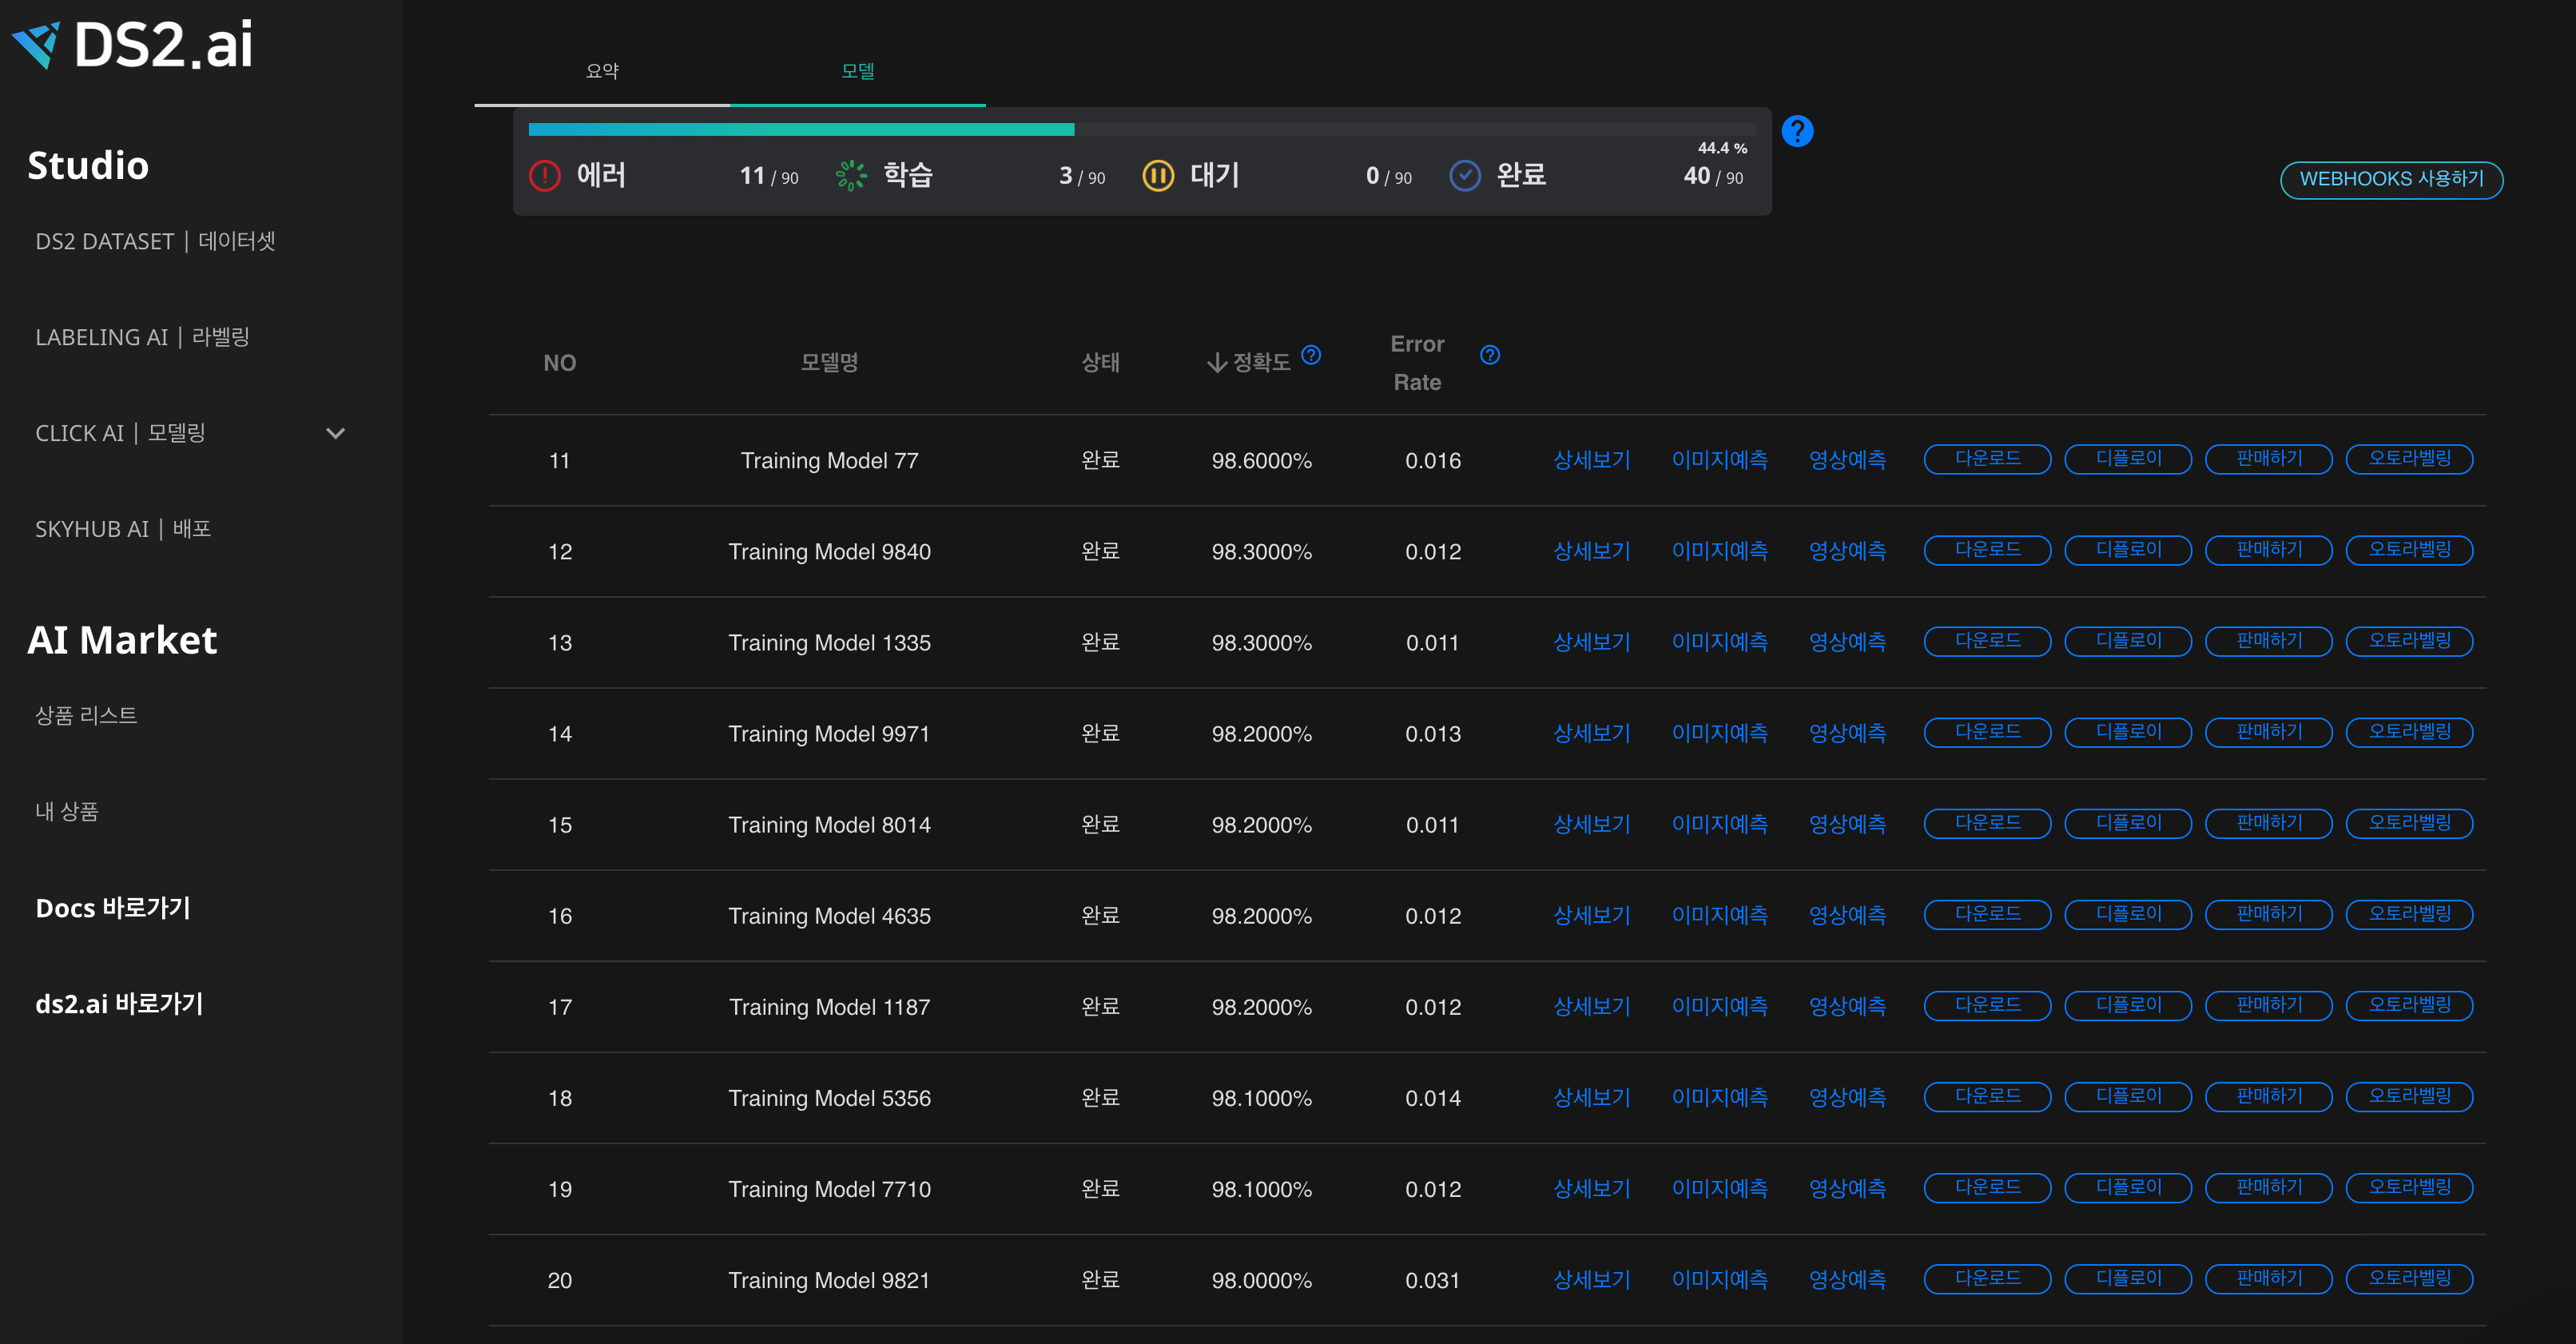 DS2.ai
Studio
DS2 DATASET | 데이터셋
LABELING AI | 라벨링
CLICK AI | 모델링
SKYHUB AI | 배포
AI Market
상품 리스트
내 상품
Docs 바로가기
ds2.ai 바로가기
요약 모델
44.4 %
에러 11 / 90 학습 3 / 90 대기 0 / 90 완료 40 / 90
WEBHOOKS 사용하기
NO 모델명 상태 정확도 Error Rate
11 Training Model 77 완료 98.6000% 0.016 상세보기 이미지예측 영상예측 다운로드 디플로이 판매하기 오토라벨링
12 Training Model 9840 완료 98.3000% 0.012 상세보기 이미지예측 영상예측 다운로드 디플로이 판매하기 오토라벨링
13 Training Model 1335 완료 98.3000% 0.011 상세보기 이미지예측 영상예측 다운로드 디플로이 판매하기 오토라벨링
14 Training Model 9971 완료 98.2000% 0.013 상세보기 이미지예측 영상예측 다운로드 디플로이 판매하기 오토라벨링
15 Training Model 8014 완료 98.2000% 0.011 상세보기 이미지예측 영상예측 다운로드 디플로이 판매하기 오토라벨링
16 Training Model 4635 완료 98.2000% 0.012 상세보기 이미지예측 영상예측 다운로드 디플로이 판매하기 오토라벨링
17 Training Model 1187 완료 98.2000% 0.012 상세보기 이미지예측 영상예측 다운로드 디플로이 판매하기 오토라벨링
18 Training Model 5356 완료 98.1000% 0.014 상세보기 이미지예측 영상예측 다운로드 디플로이 판매하기 오토라벨링
19 Training Model 7710 완료 98.1000% 0.012 상세보기 이미지예측 영상예측 다운로드 디플로이 판매하기 오토라벨링
20 Training Model 9821 완료 98.0000% 0.031 상세보기 이미지예측 영상예측 다운로드 디플로이 판매하기 오토라벨링